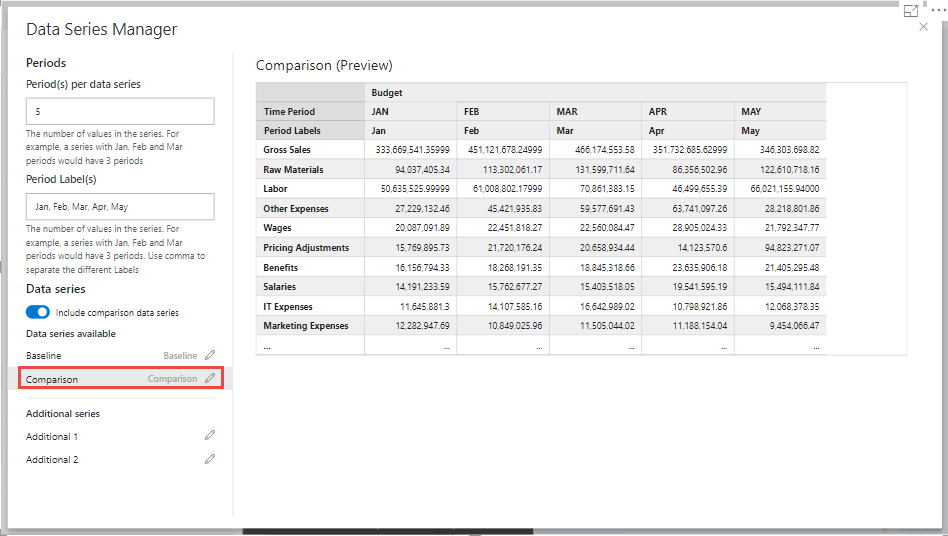 Data Series Manager
Periods
Period(s) per data series
5
The number of values in the series. For
example, a series with Jan, Feb and Mar
periods would have 3 periods
Period Label(s)
Jan, Feb, Mar, Apr, May
The number of values in the series. For
example, a series with Jan, Feb and Mar
periods would have 3 periods. Use comma to
separate the different Labels
Data series
Include comparison data series
Data series available
Baseline Baseline
Comparison Comparison
Additional series
Additional 1
Additional 2
Comparison (Preview)
Budget
Time Period JAN FEB MAR APR MAY
Period Labels Jan Feb Mar Apr May
Gross Sales 333,669,541.35999 451,121,678.24999 466,174,553.58 351,732,685.62999 346,303,698.82
Raw Materials 94,037,405.34 113,302,061.17 131,599,711.64 86,356,502.96 122,610,718.16
Labor 50,635,525.99999 61,008,802.17999 70,861,383.15 46,499,655.39 66,021,155.94000
Other Expenses 27,229,132.46 45,421,935.83 59,577,691.43 63,741,097.26 28,218,801.86
Wages 20,087,091.89 22,451,818.27 22,560,084.47 28,905,024.33 21,792,347.77
Pricing Adjustments 15,769,895.73 21,720,176.24 20,658,934.44 14,123,570.6 94,823,271.07
Benefits 16,156,794.33 18,268,191.35 18,845,318.66 23,635,906.18 21,405,295.48
Salaries 14,191,233.59 15,762,677.27 15,403,518.05 19,541,595.19 15,494,111.84
IT Expenses 11,645,881.3 14,107,585.16 16,642,989.02 10,798,921.86 12,068,378.35
Marketing Expenses 12,282,947.69 10,849,025.96 11,505,044.02 11,188,154.04 9,454,066.47
... ... ... ... ... ...